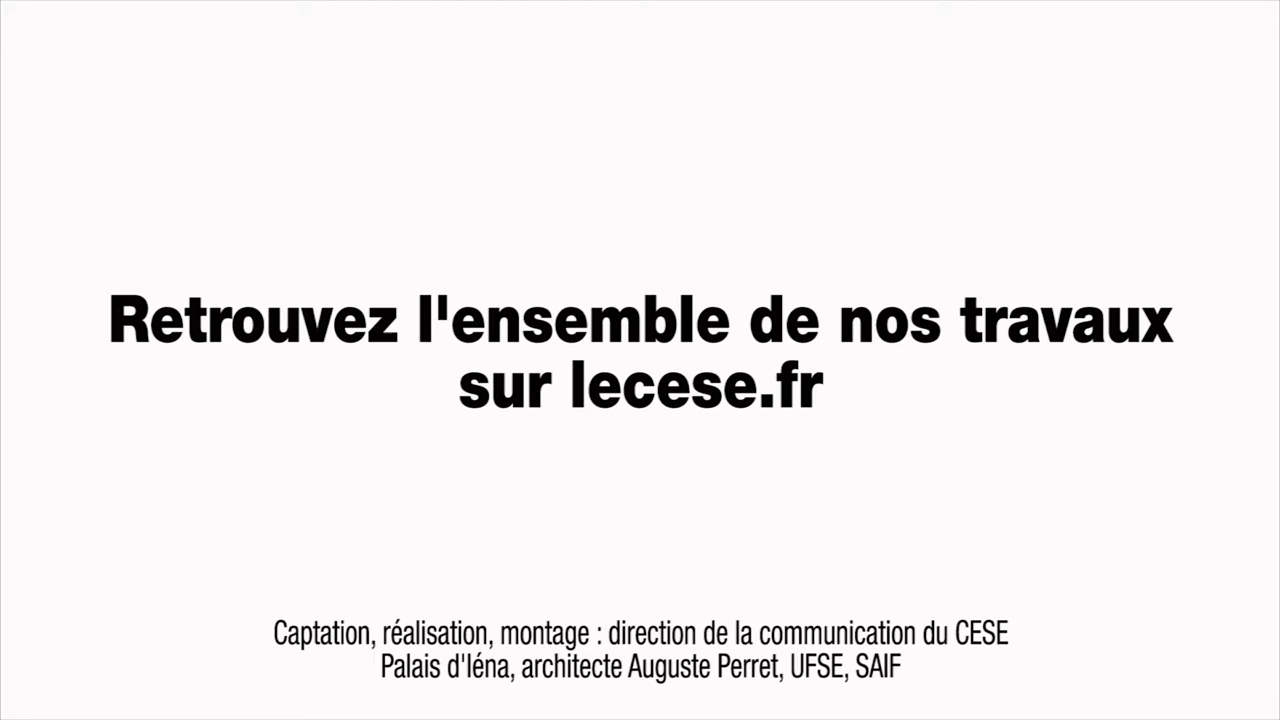 Retrouvez l'ensemble de nos travaux
sur lecese.fr
Captation, réalisation, montage : direction de la communication du CESE
Palais d'Iéna, architecte Auguste Perret, UFSE, SAIF